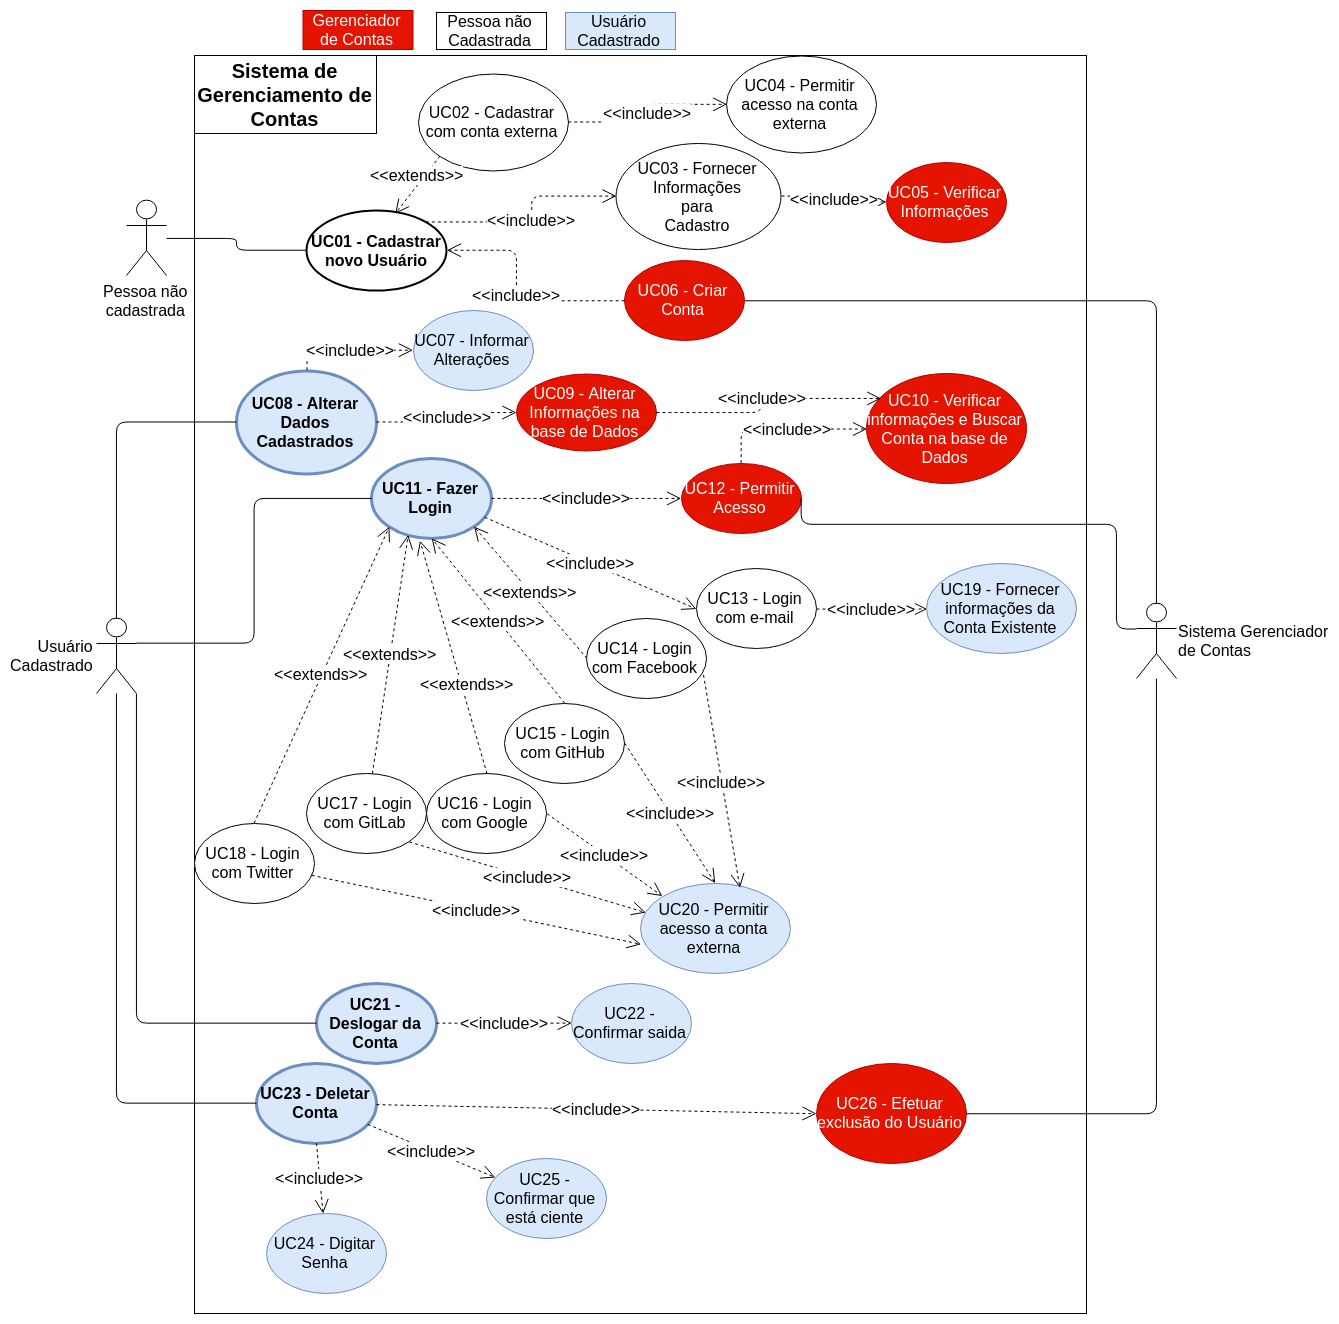 Gerenciador
de Contas
Pessoa não
Cadastrada
Usuário
Cadastrado
Sistema de
Gerenciamento de
Contas
UC02 - Cadastrar
com conta externa
<<include>>
UC04 - Permitir
acesso na conta
externa
<<extends>>
UC03 - Fornecer
Informações
para
Cadastro
<<include>>
UC05 - Verificar
Informações
<<include>>
UC01 - Cadastrar
novo Usuário
Pessoa não
cadastrada
<<include>>
UC06 - Criar
Conta
<<include>>
UC07 - Informar
Alterações
UC08 - Alterar
Dados
Cadastrados
<<include>>
UC09 - Alterar
Informações na
base de Dados
<<include>>
UC10 - Verificar
informações e Buscar
Conta na base de
Dados
<<include>>
UC11 - Fazer
Login
<<include>>
UC12 - Permitir
Acesso
<<include>>
<<extends>>
UC13 - Login
com e-mail
<<include>>
UC19 - Fornecer
informações da
Conta Existente
<<extends>>
Usuário
Cadastrado
Sistema Gerenciador
de Contas
<<extends>>
<<extends>>
<<extends>>
UC14 - Login
com Facebook
UC15 - Login
com GitHub
<<include>>
<<include>>
UC17 - Login
com GitLab
UC16 - Login
com Google
UC18 - Login
com Twitter
<<include>>
<<include>>
<<include>>
UC20 - Permitir
acesso a conta
externa
UC21 -
Deslogar da
Conta
<<include>>
UC22 -
Confirmar saida
UC23 - Deletar
Conta
<<include>>
UC26 - Efetuar
exclusão do Usuário
<<include>>
<<include>>
UC25 -
Confirmar que
está ciente
UC24 - Digitar
Senha